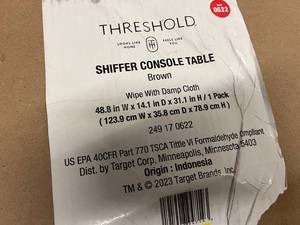 0622
THRESHOLD
LOOKS LIKE HOME
FEELS LIKE YOU
SHIFFER CONSOLE TABLE
Brown
Wipe With Damp Cloth
48.8 in W x 14.1 in D x 31.1 in H / 1 Pack
( 123.9 cm W x 35.8 cm D x 78.9 cm H )
249 17 0622
US EPA 40CFR Part 770 TSCA Tittle VI Formaldehyde
Dist. by Target Corp, Minneapolis, Minnesota 5403
Origin : Indonesia
TM & © 2023 Target Brands, Inc.